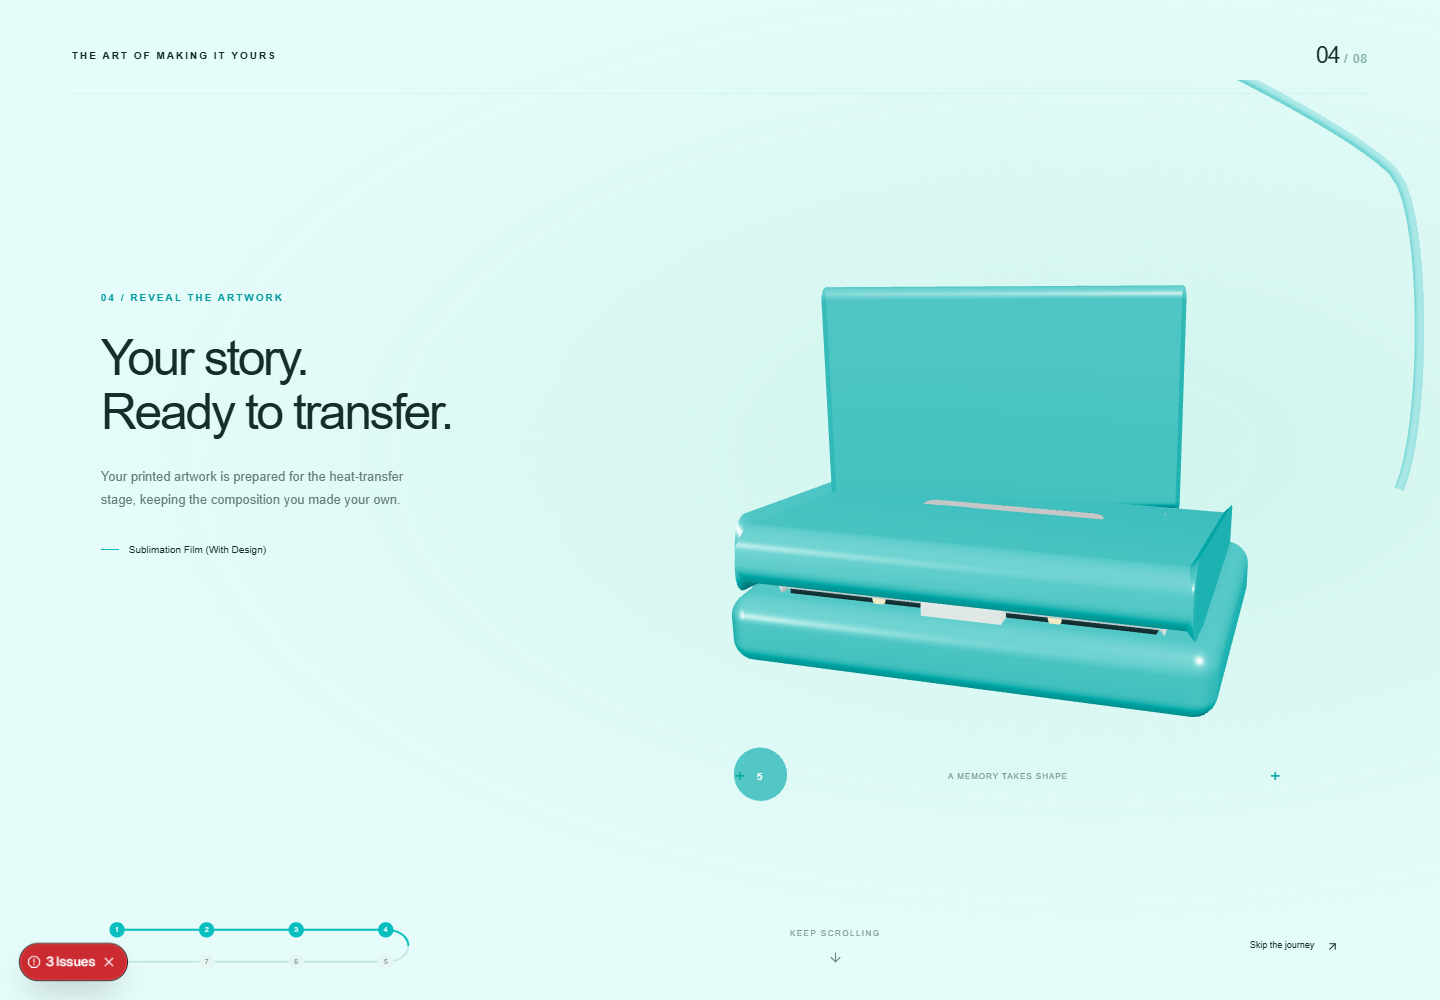 THE ART OF MAKING IT YOURS
04 / 08
04 / REVEAL THE ARTWORK
Your story.
Ready to transfer.
Your printed artwork is prepared for the heat-transfer
stage, keeping the composition you made your own.
Sublimation Film (With Design)
+ 5
A MEMORY TAKES SHAPE
+
1 2 3 4
7 6 5
3 Issues
KEEP SCROLLING
Skip the journey